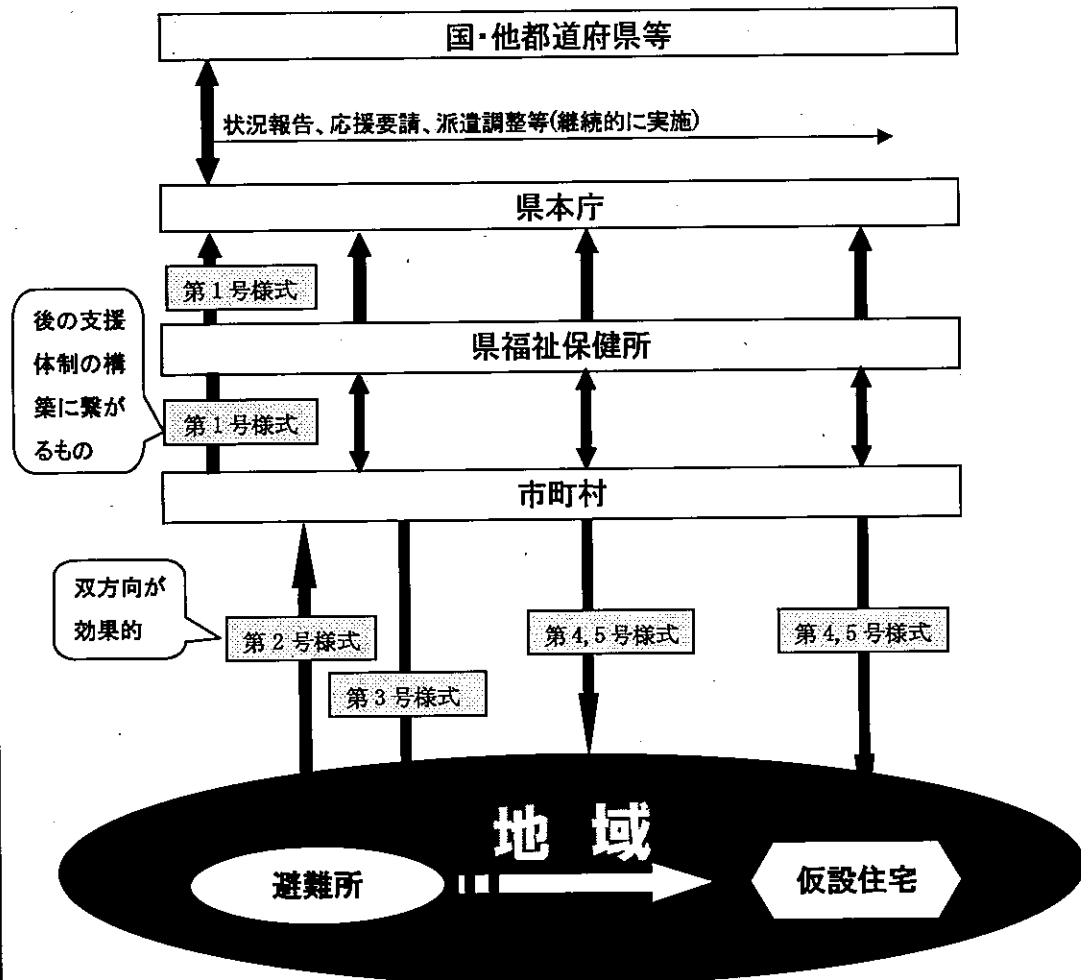 国・他都道府県等
状況報告、応援要請、派遣調整等(継続的に実施)
県本庁
第1号様式
後の支援
体制の構
築に繋が
るもの
県福祉保健所
第1号様式
市町村
双方向が
効果的
第2号様式
第4,5号様式
第4,5号様式
第3号様式
地域
避難所
仮設住宅